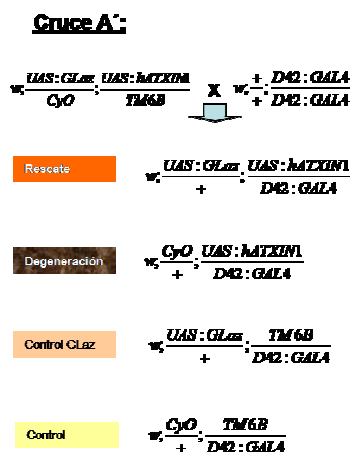 Cruce A´:
w; UAS:GLaz/CyO; UAS:hATXIN1/TM6B X w; +/+; D42:GAL4/D42:GAL4
Rescate w; UAS:GLaz/+; UAS:hATXIN1/D42:GAL4
Degeneración w; CyO/+; UAS:hATXIN1/D42:GAL4
Control GLaz w; UAS:GLaz/+; TM6B/D42:GAL4
Control w; CyO/+; TM6B/D42:GAL4